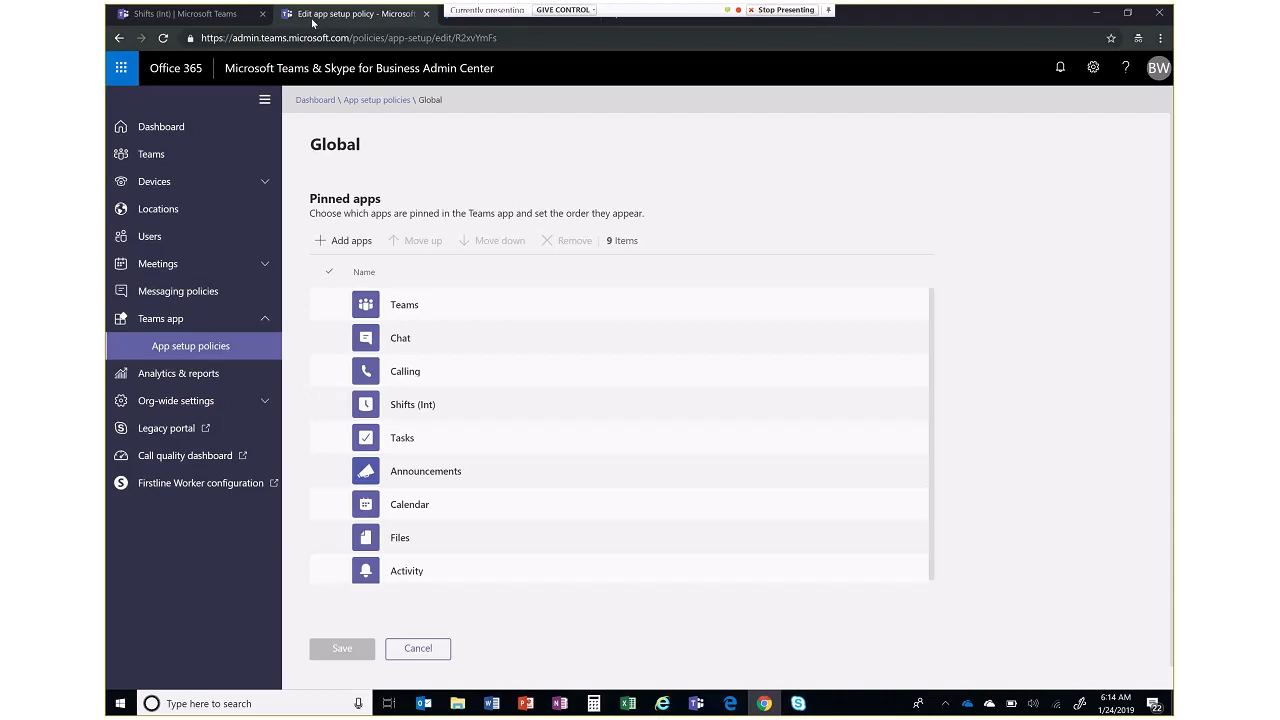 Shifts (Int) | Microsoft Teams
Edit app setup policy - Microsoft
Currently presenting
GIVE CONTROL
Stop Presenting
https://admin.teams.microsoft.com/policies/app-setup/edit/R2xvYmFs
Office 365
Microsoft Teams & Skype for Business Admin Center
BW
Dashboard \ App setup policies \ Global
Dashboard
Teams
Devices
Locations
Users
Meetings
Messaging policies
Teams app
App setup policies
Analytics & reports
Org-wide settings
Legacy portal
Call quality dashboard
Firstline Worker configuration
Global
Pinned apps
Choose which apps are pinned in the Teams app and set the order they appear.
Add apps
Move up
Move down
Remove
9 Items
Name
Teams
Chat
Calling
Shifts (Int)
Tasks
Announcements
Calendar
Files
Activity
Save
Cancel
Type here to search
6:14 AM
1/24/2019
22